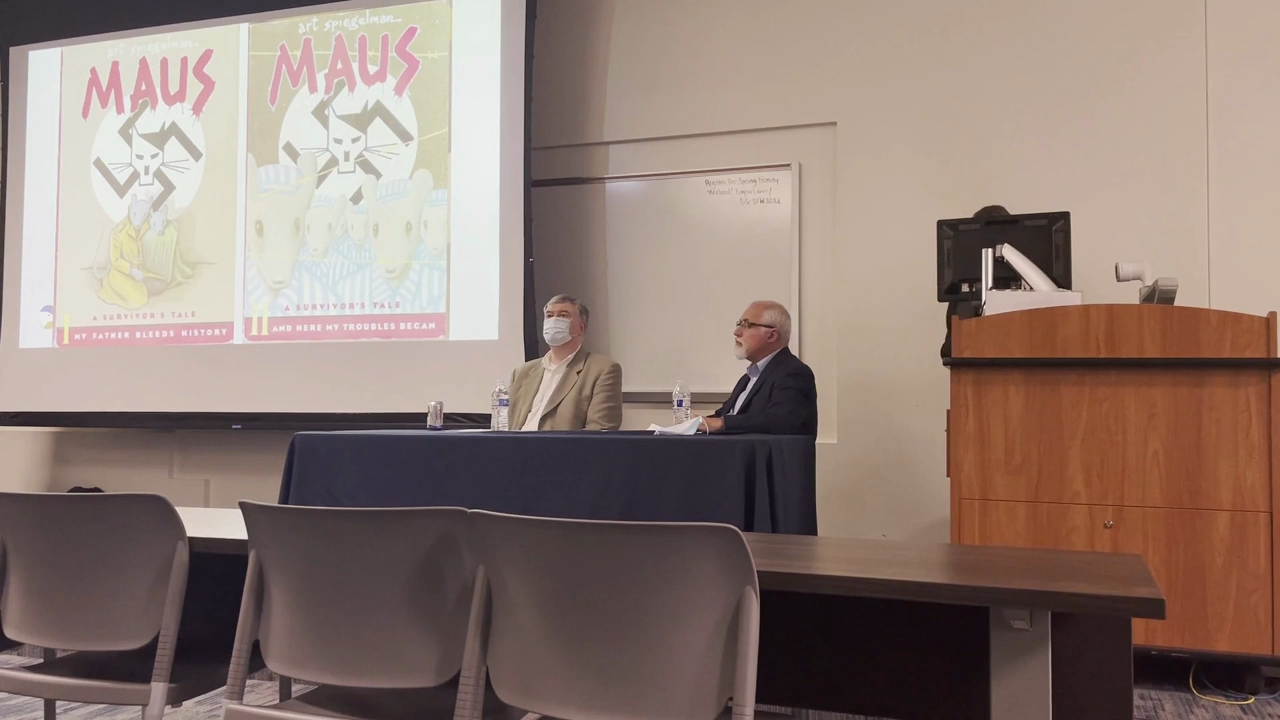 art spiegelman
MAUS
A SURVIVOR'S TALE
I
MY FATHER BLEEDS HISTORY
art spiegelman
MAUS
A SURVIVOR'S TALE
II
AND HERE MY TROUBLES BEGAN